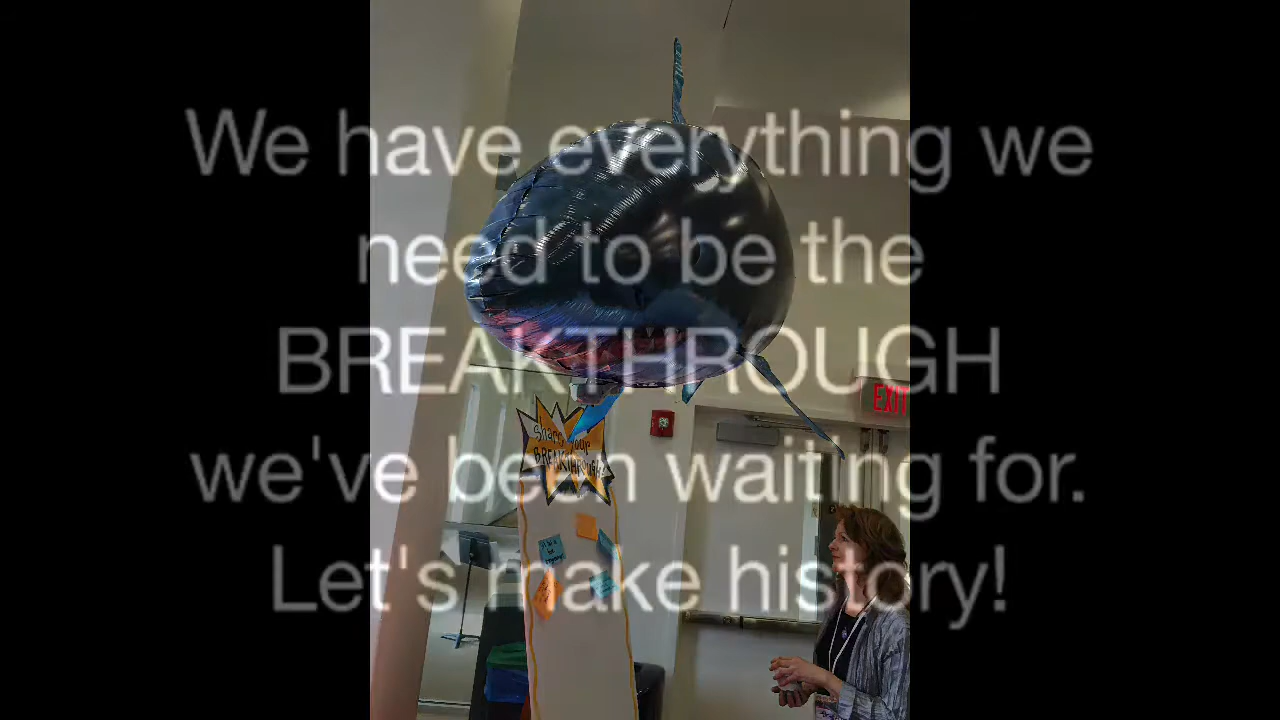 We have everything we
need to be the
BREAKTHROUGH
we've been waiting for.
Let's make history!
EXIT
Share your
BREAKTHROUGH!